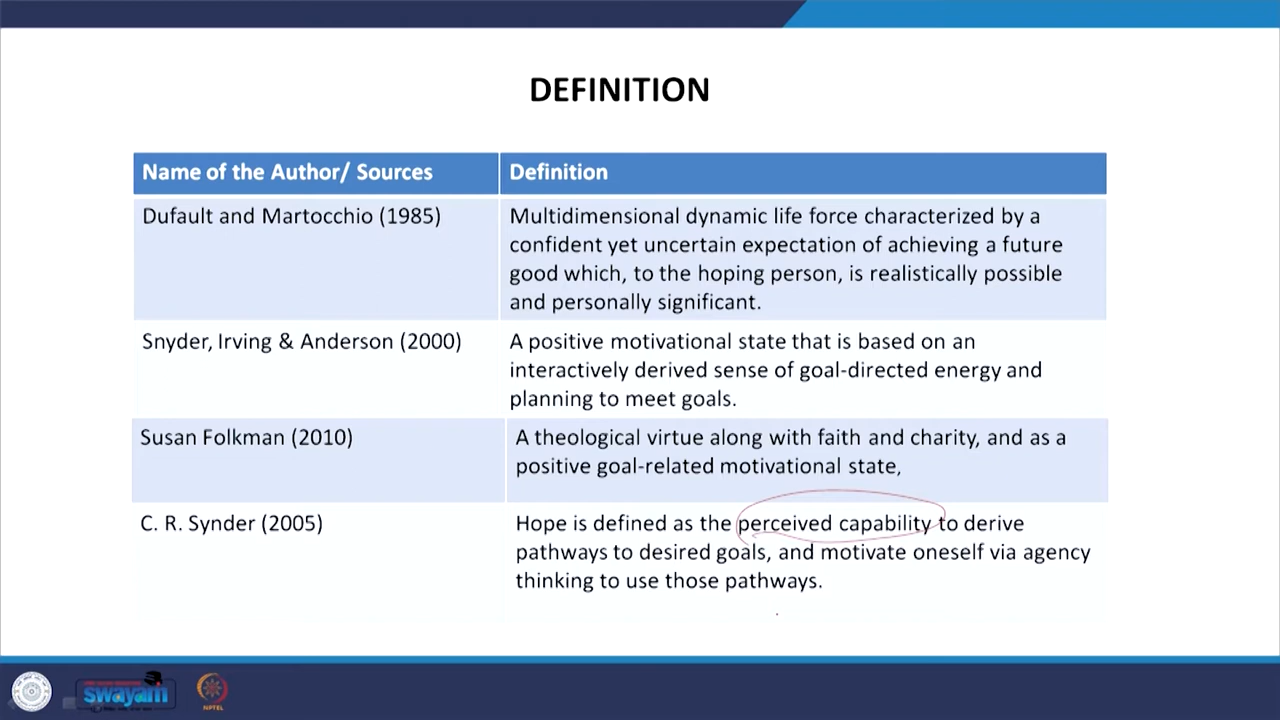 DEFINITION
Name of the Author/ Sources
Definition
Dufault and Martocchio (1985)
Multidimensional dynamic life force characterized by a
confident yet uncertain expectation of achieving a future
good which, to the hoping person, is realistically possible
and personally significant.
Snyder, Irving & Anderson (2000)
A positive motivational state that is based on an
interactively derived sense of goal-directed energy and
planning to meet goals.
Susan Folkman (2010)
A theological virtue along with faith and charity, and as a
positive goal-related motivational state,
C. R. Synder (2005)
Hope is defined as the perceived capability to derive
pathways to desired goals, and motivate oneself via agency
thinking to use those pathways.
swayam
NPTEL